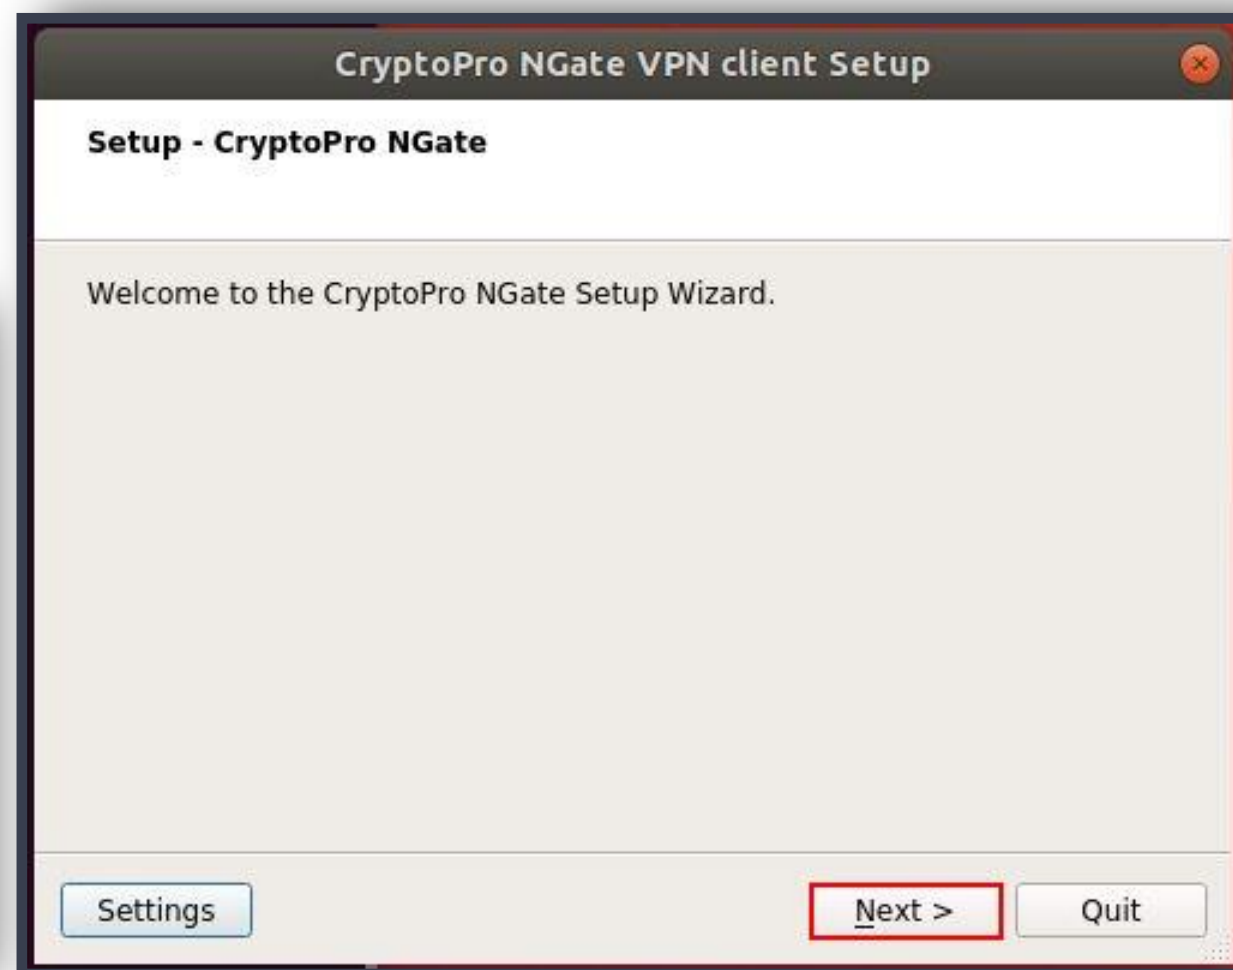 CryptoPro NGate VPN client Setup
Setup - CryptoPro NGate
Welcome to the CryptoPro NGate Setup Wizard.
Settings
Next >
Quit